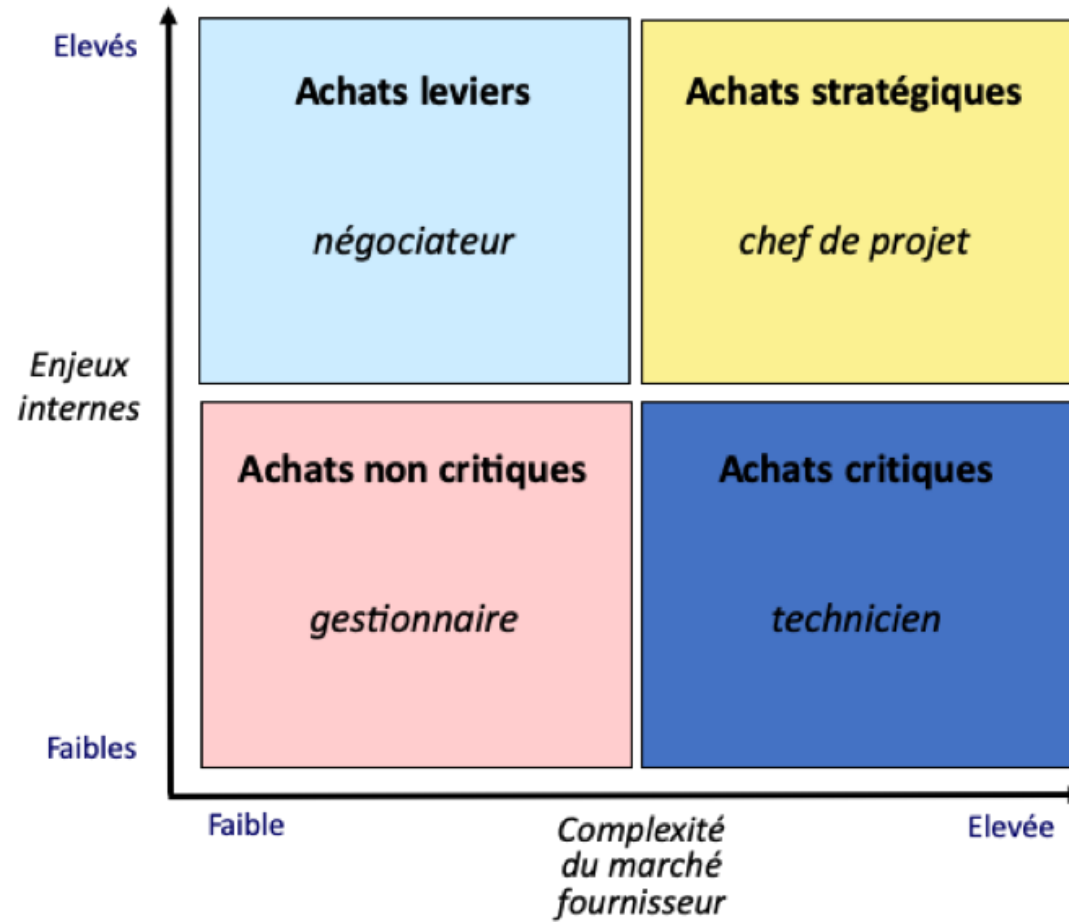 Elevés
Achats leviers
négociateur
Achats stratégiques
chef de projet
Enjeux
internes
Achats non critiques
gestionnaire
Achats critiques
technicien
Faibles
Faible
Complexité
du marché
fournisseur
Elevée